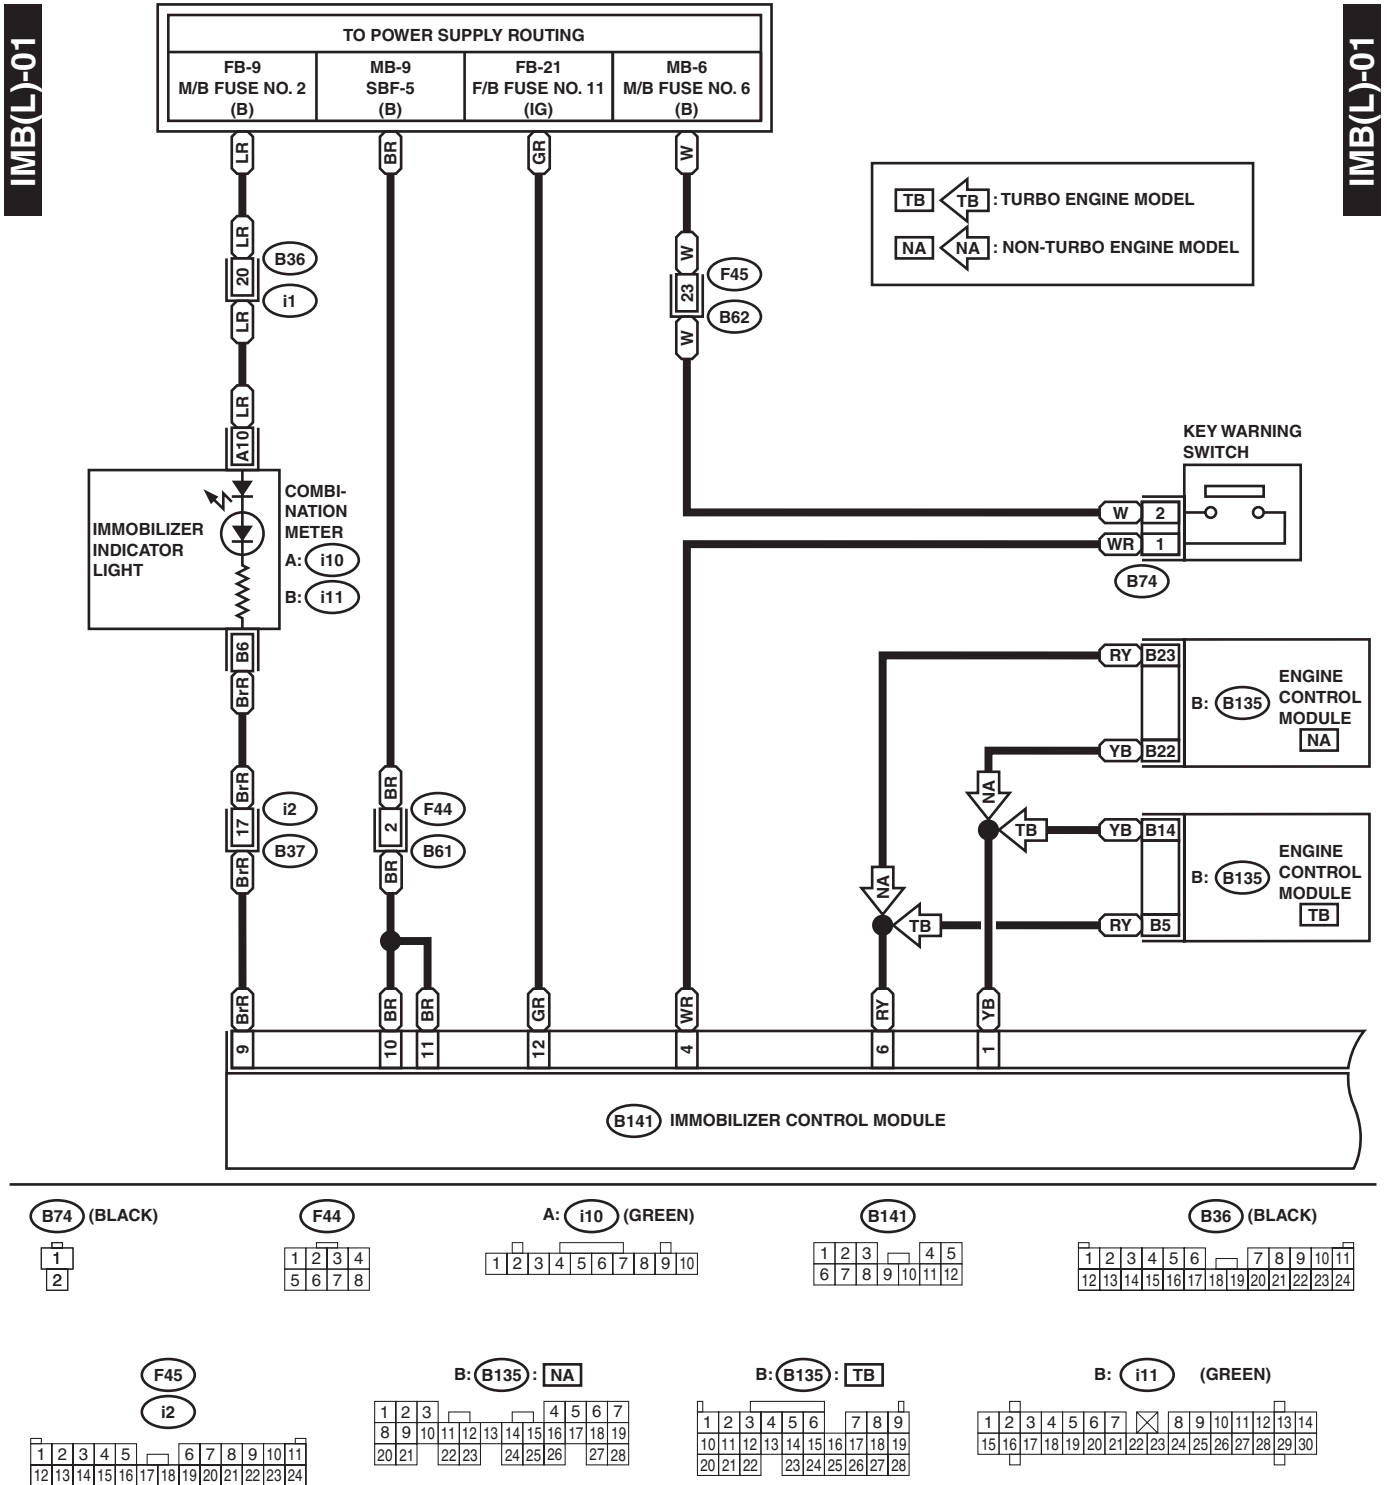 IMB(L)-01
IMB(L)-01
TO POWER SUPPLY ROUTING
FB-9
M/B FUSE NO. 2
(B)
MB-9
SBF-5
(B)
FB-21
F/B FUSE NO. 11
(IG)
MB-6
M/B FUSE NO. 6
(B)
LR
BR
GR
W
TB TB : TURBO ENGINE MODEL
NA NA : NON-TURBO ENGINE MODEL
LR
20
B36
i1
LR
W
23
F45
B62
W
LR
A10
IMMOBILIZER
INDICATOR
LIGHT
COMBI-
NATION
METER
A: i10
B: i11
B6
BrR
KEY WARNING
SWITCH
W 2
WR 1
B74
RY B23
YB B22
B: B135
ENGINE
CONTROL
MODULE
NA
NA
TB
YB B14
RY B5
B: B135
ENGINE
CONTROL
MODULE
TB
NA
TB
BrR
17
i2
B37
BrR
BR
2
F44
B61
BR
BrR
BR
BR
GR
WR
RY
YB
9
10
11
12
4
6
1
B141 IMMOBILIZER CONTROL MODULE
B74 (BLACK)
1
2
F44
1 2 3 4
5 6 7 8
A: i10 (GREEN)
1 2 3 4 5 6 7 8 9 10
B141
1 2 3 4 5
6 7 8 9 10 11 12
B36 (BLACK)
1 2 3 4 5 6 7 8 9 10 11
12 13 14 15 16 17 18 19 20 21 22 23 24
F45
i2
1 2 3 4 5 6 7 8 9 10 11
12 13 14 15 16 17 18 19 20 21 22 23 24
B: B135 : NA
1 2 3 4 5 6 7
8 9 10 11 12 13 14 15 16 17 18 19
20 21 22 23 24 25 26 27 28
B: B135 : TB
1 2 3 4 5 6 7 8 9
10 11 12 13 14 15 16 17 18 19
20 21 22 23 24 25 26 27 28
B: i11 (GREEN)
1 2 3 4 5 6 7 8 9 10 11 12 13 14
15 16 17 18 19 20 21 22 23 24 25 26 27 28 29 30